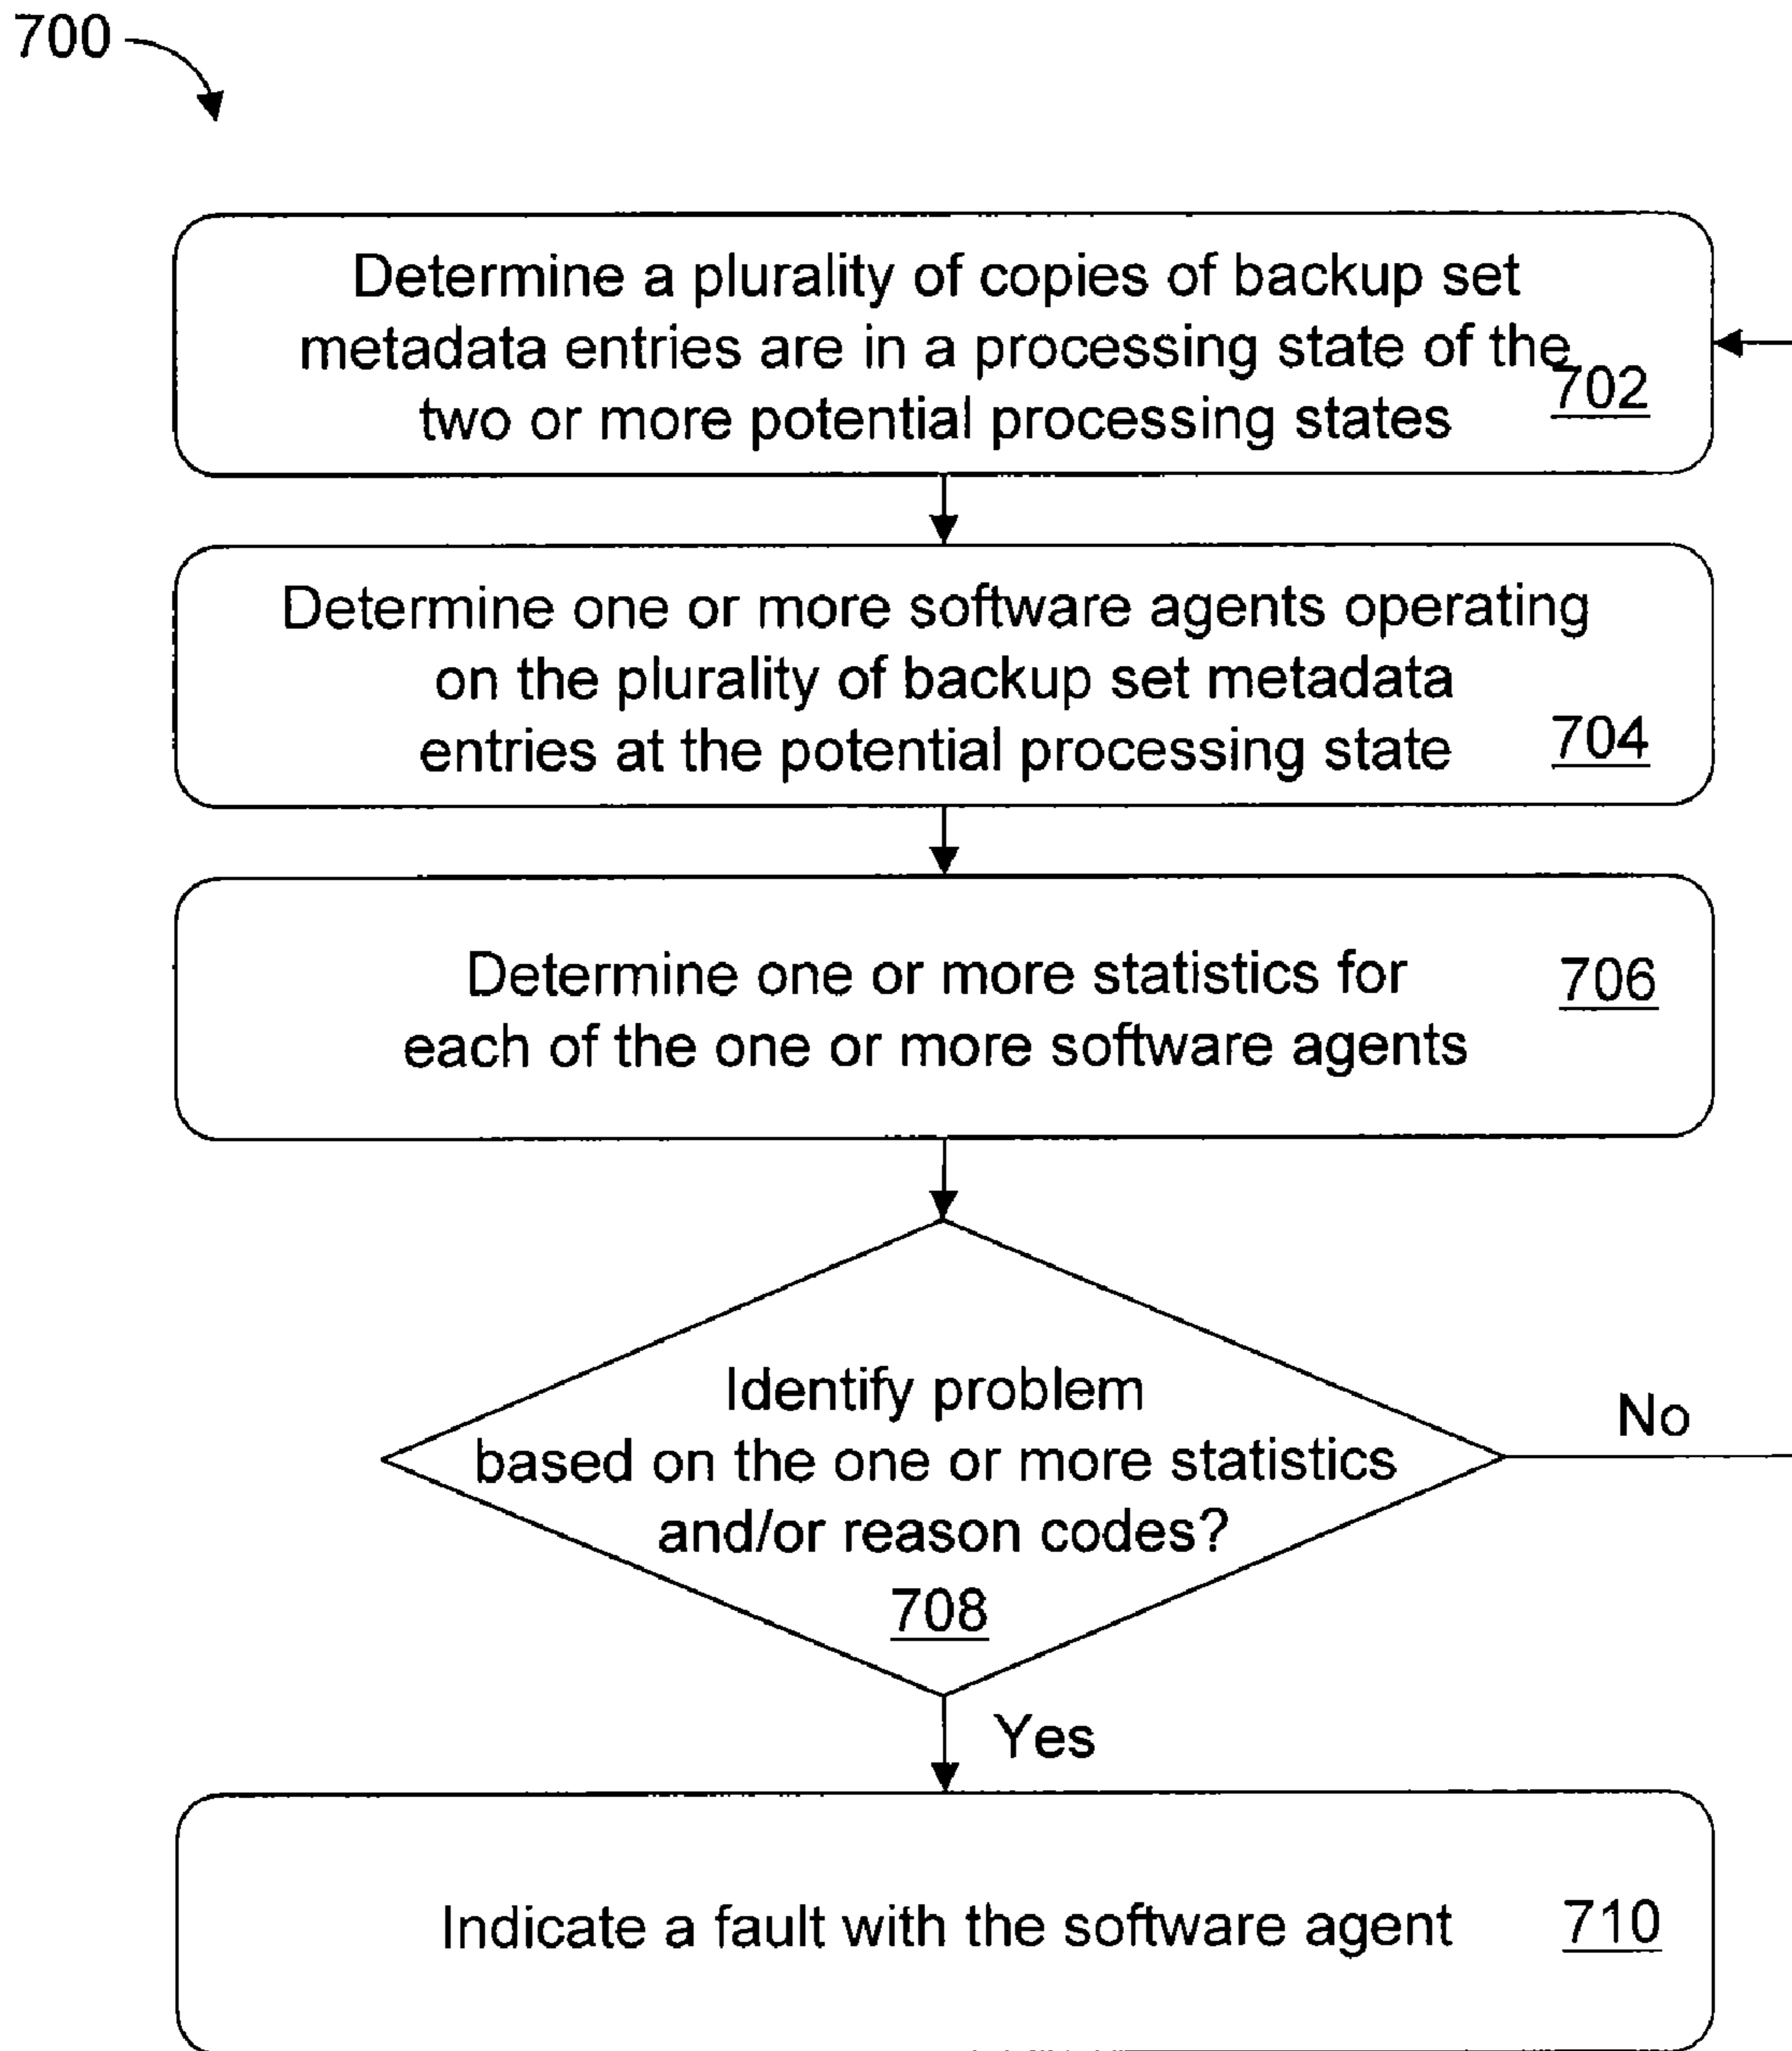 700
Determine a plurality of copies of backup set
metadata entries are in a processing state of the
702
two or more potential processing states
Determine one or more software agents operating
on the plurality of backup set metadata
entries at the potential processing state
704
Determine one or more statistics for
706
each of the one or more software agents
Identify problem
based on the one or more statistics
and/or reason codes?
708
No
Yes
Indicate a fault with the software agent
710